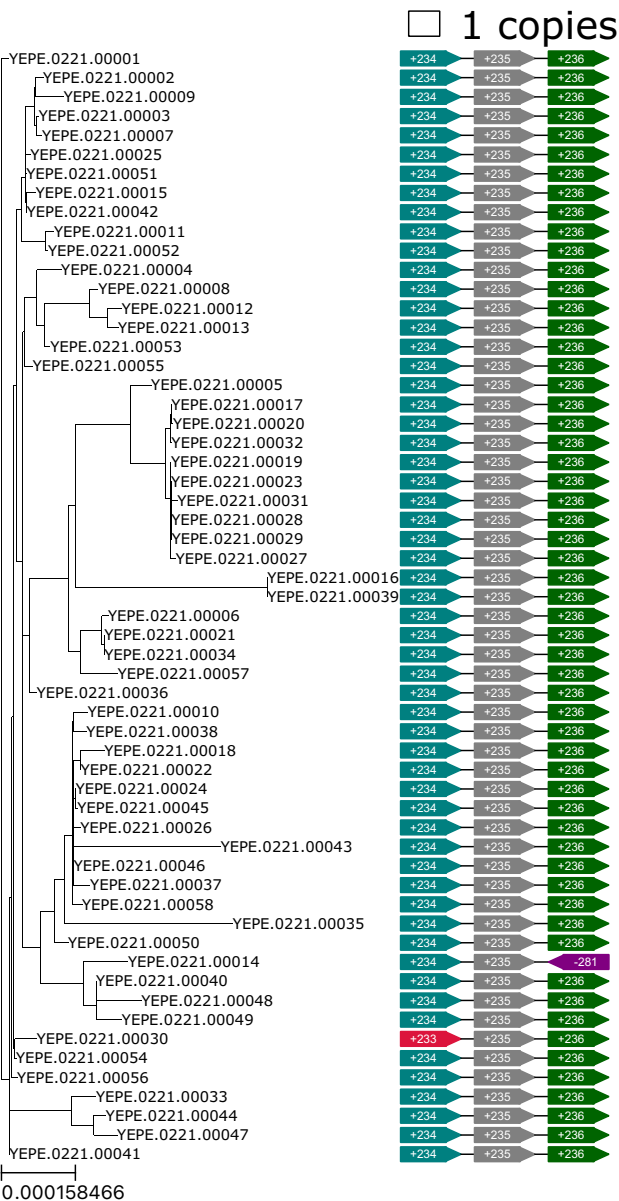 1 copies
YEPE.0221.00001 +234 +235 +236
YEPE.0221.00002 +234 +235 +236
YEPE.0221.00009 +234 +235 +236
YEPE.0221.00003 +234 +235 +236
YEPE.0221.00007 +234 +235 +236
YEPE.0221.00025 +234 +235 +236
YEPE.0221.00051 +234 +235 +236
YEPE.0221.00015 +234 +235 +236
YEPE.0221.00042 +234 +235 +236
YEPE.0221.00011 +234 +235 +236
YEPE.0221.00052 +234 +235 +236
YEPE.0221.00004 +234 +235 +236
YEPE.0221.00008 +234 +235 +236
YEPE.0221.00012 +234 +235 +236
YEPE.0221.00013 +234 +235 +236
YEPE.0221.00053 +234 +235 +236
YEPE.0221.00055 +234 +235 +236
YEPE.0221.00005 +234 +235 +236
YEPE.0221.00017 +234 +235 +236
YEPE.0221.00020 +234 +235 +236
YEPE.0221.00032 +234 +235 +236
YEPE.0221.00019 +234 +235 +236
YEPE.0221.00023 +234 +235 +236
YEPE.0221.00031 +234 +235 +236
YEPE.0221.00028 +234 +235 +236
YEPE.0221.00029 +234 +235 +236
YEPE.0221.00027 +234 +235 +236
YEPE.0221.00016 +234 +235 +236
YEPE.0221.00039 +234 +235 +236
YEPE.0221.00006 +234 +235 +236
YEPE.0221.00021 +234 +235 +236
YEPE.0221.00034 +234 +235 +236
YEPE.0221.00057 +234 +235 +236
YEPE.0221.00036 +234 +235 +236
YEPE.0221.00010 +234 +235 +236
YEPE.0221.00038 +234 +235 +236
YEPE.0221.00018 +234 +235 +236
YEPE.0221.00022 +234 +235 +236
YEPE.0221.00024 +234 +235 +236
YEPE.0221.00045 +234 +235 +236
YEPE.0221.00026 +234 +235 +236
YEPE.0221.00043 +234 +235 +236
YEPE.0221.00046 +234 +235 +236
YEPE.0221.00037 +234 +235 +236
YEPE.0221.00058 +234 +235 +236
YEPE.0221.00035 +234 +235 +236
YEPE.0221.00050 +234 +235 +236
YEPE.0221.00014 +234 +235 -281
YEPE.0221.00040 +234 +235 +236
YEPE.0221.00048 +234 +235 +236
YEPE.0221.00049 +234 +235 +236
YEPE.0221.00030 +233 +235 +236
YEPE.0221.00054 +234 +235 +236
YEPE.0221.00056 +234 +235 +236
YEPE.0221.00033 +234 +235 +236
YEPE.0221.00044 +234 +235 +236
YEPE.0221.00047 +234 +235 +236
YEPE.0221.00041 +234 +235 +236
0.000158466